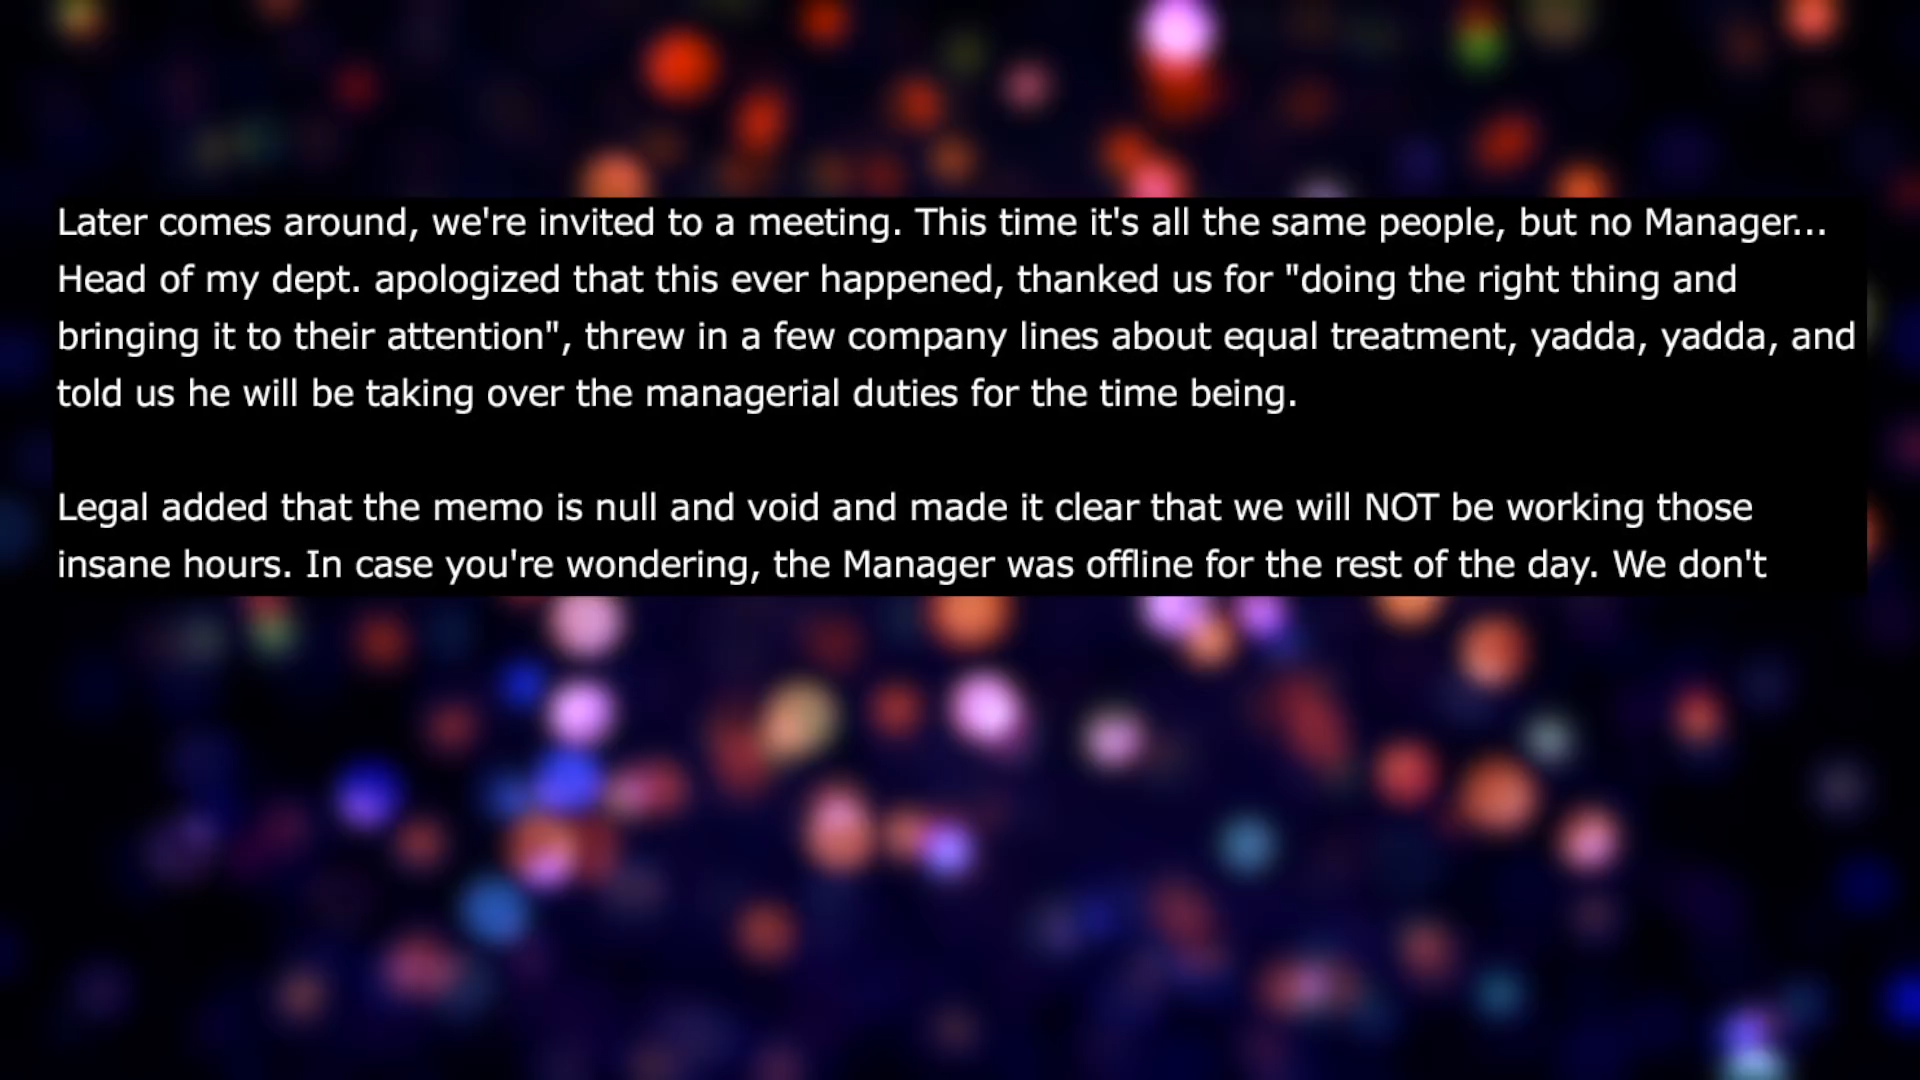 Later comes around, we're invited to a meeting. This time it's all the same people, but no Manager...
Head of my dept. apologized that this ever happened, thanked us for "doing the right thing and
bringing it to their attention", threw in a few company lines about equal treatment, yadda, yadda, and
told us he will be taking over the managerial duties for the time being.
Legal added that the memo is null and void and made it clear that we will NOT be working those
insane hours. In case you're wondering, the Manager was offline for the rest of the day. We don't